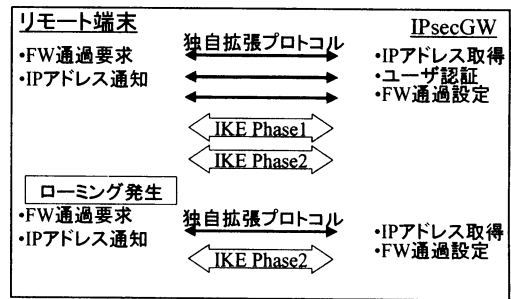 リモート端末
IPsecGW
独自拡張プロトコル
•FW通過要求
•IPアドレス通知
•IPアドレス取得
•ユーザ認証
•FW通過設定
IKE Phase1
IKE Phase2
ローミング発生
•FW通過要求
•IPアドレス通知
独自拡張プロトコル
•IPアドレス取得
•FW通過設定
IKE Phase2